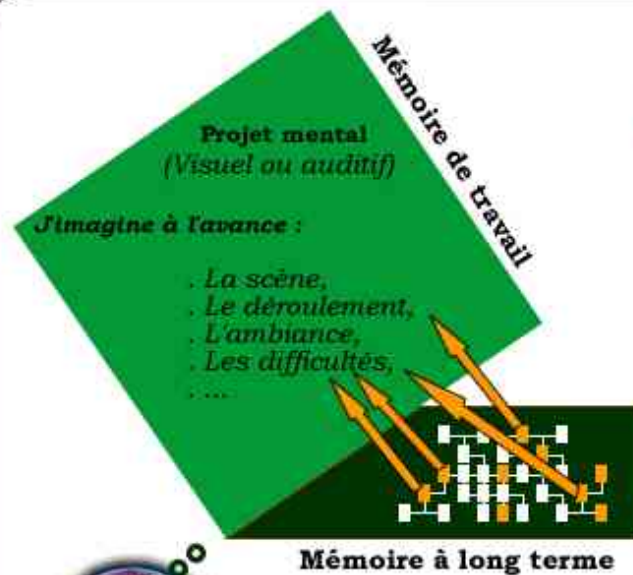 Mémoire de travail
Projet mental
(Visuel ou auditif)
J'imagine à l'avance :
. La scène,
. Le déroulement,
. L'ambiance,
. Les difficultés,
. ...
Mémoire à long terme